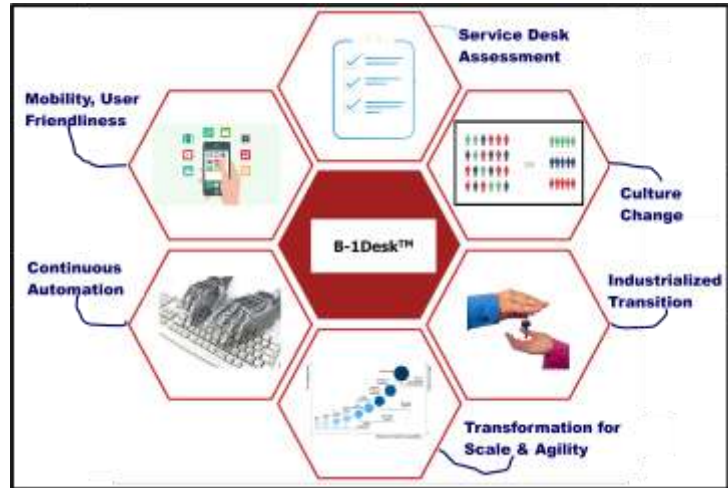 Service Desk
Assessment
Mobility, User
Friendliness
Culture
Change
B-1Desk™
Continuous
Automation
Industrialized
Transition
Transformation for
Scale & Agility